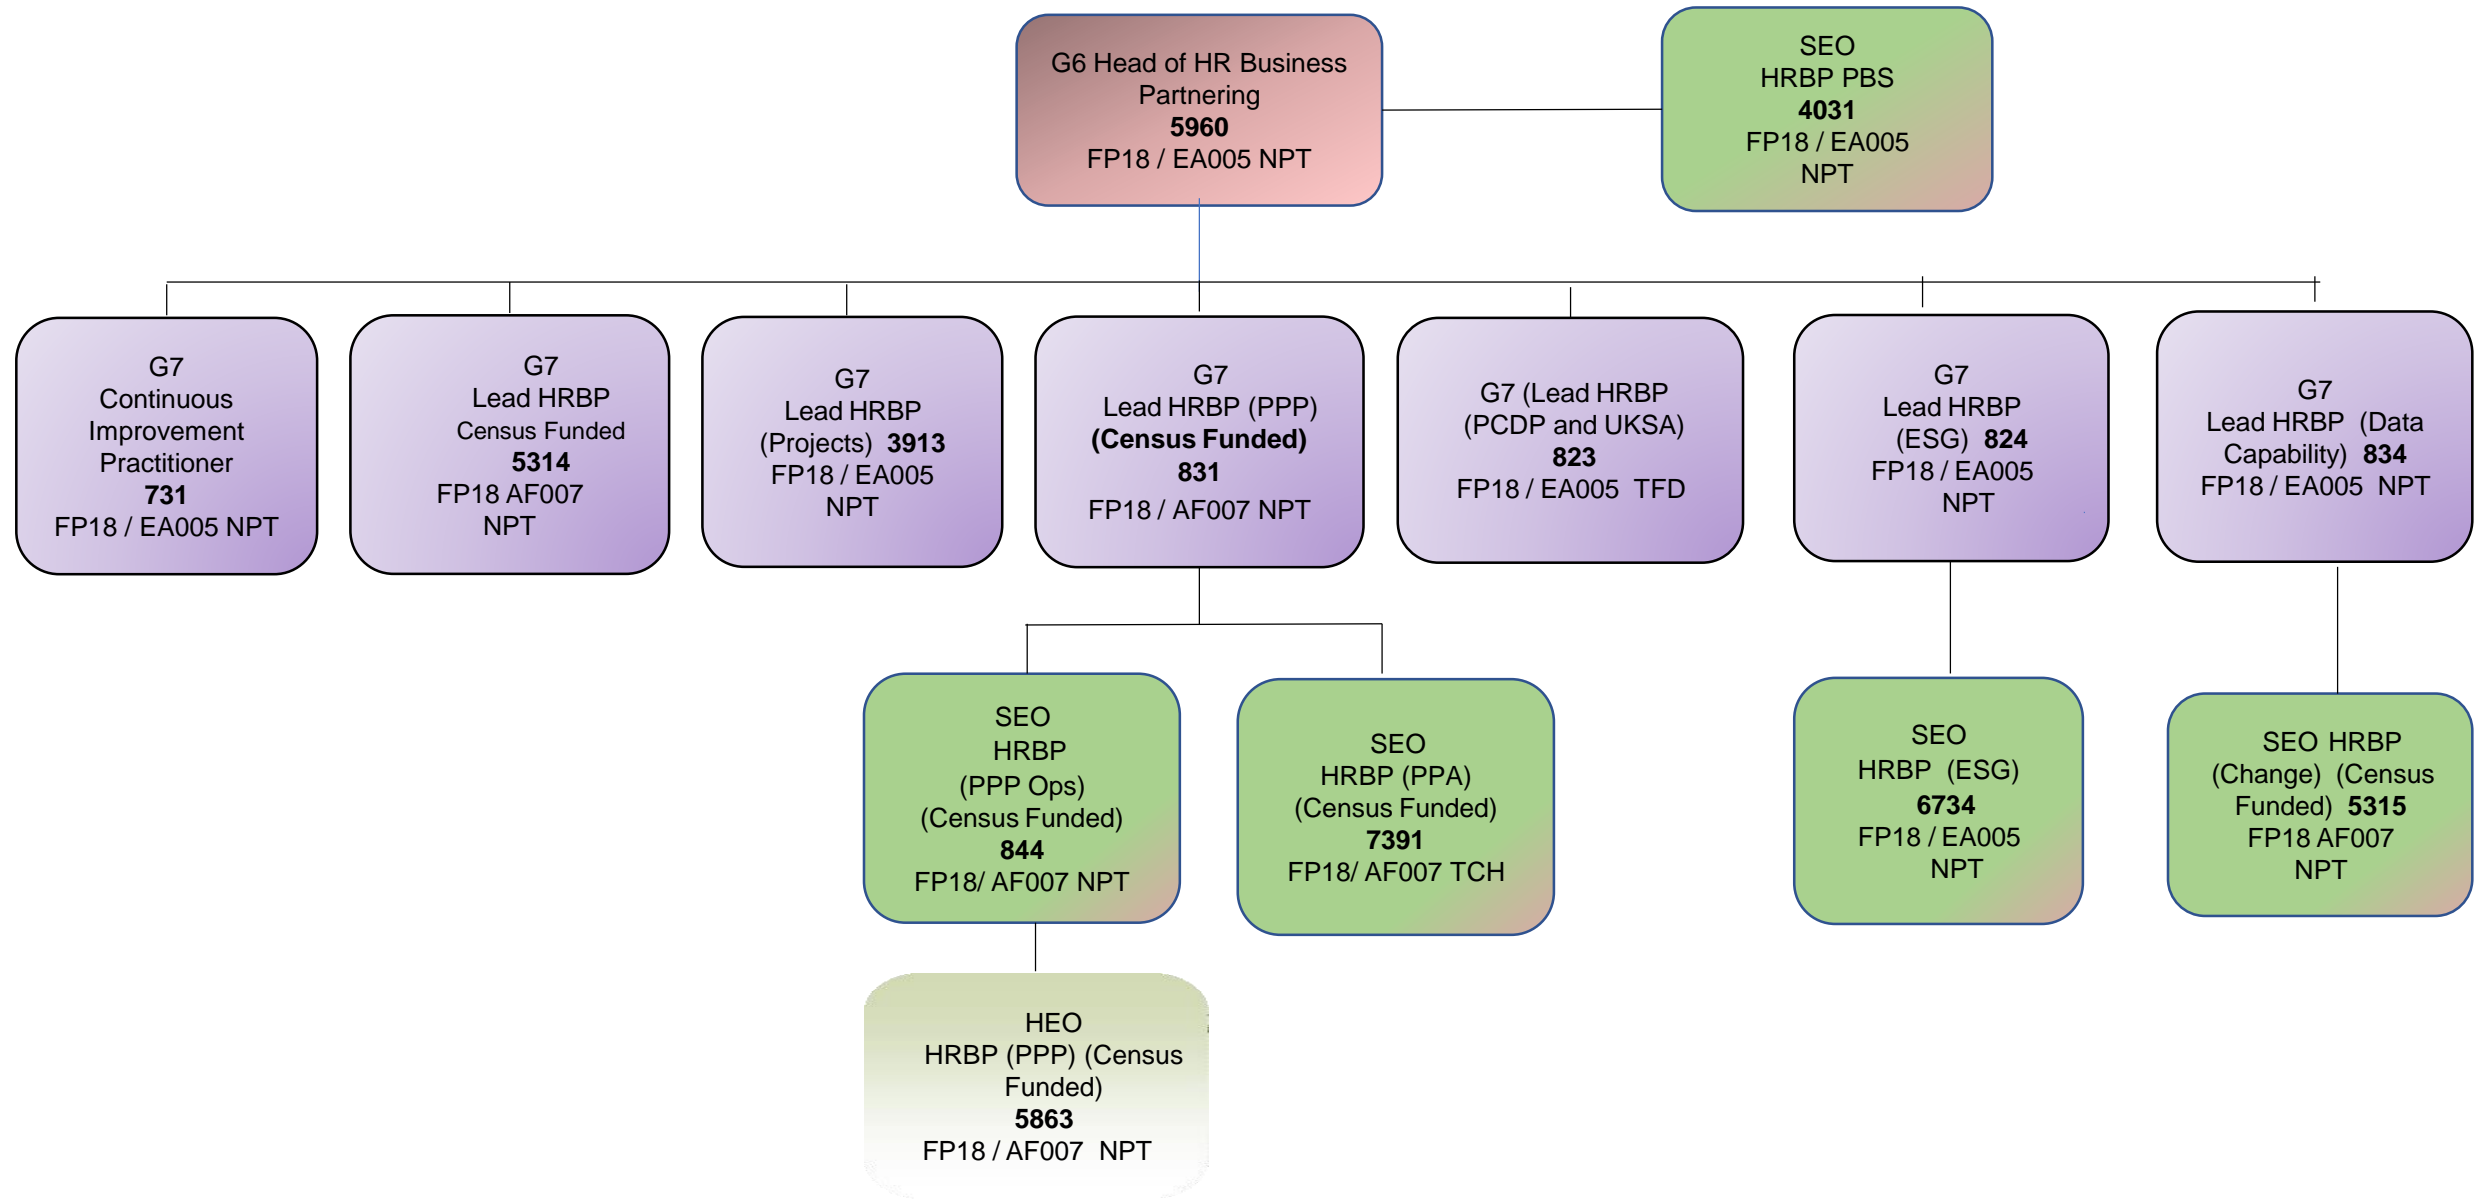 G6 Head of HR Business
Partnering
5960
FP18 / EA005 NPT
SEO
HRBP PBS
4031
FP18 / EA005
NPT
G7
Continuous
Improvement
Practitioner
731
FP18 / EA005 NPT
G7
Lead HRBP
Census Funded
5314
FP18 AF007
NPT
G7
Lead HRBP
(Projects) 3913
FP18 / EA005
NPT
G7
Lead HRBP (PPP)
(Census Funded)
831
FP18 / AF007 NPT
G7 (Lead HRBP
(PCDP and UKSA)
823
FP18 / EA005 TFD
G7
Lead HRBP
(ESG) 824
FP18 / EA005
NPT
G7
Lead HRBP (Data
Capability) 834
FP18 / EA005 NPT
SEO
HRBP
(PPP Ops)
(Census Funded)
844
FP18/ AF007 NPT
SEO
HRBP (PPA)
(Census Funded)
7391
FP18/ AF007 TCH
SEO
HRBP (ESG)
6734
FP18 / EA005
NPT
SEO HRBP
(Change) (Census
Funded) 5315
FP18 AF007
NPT
HEO
HRBP (PPP) (Census
Funded)
5863
FP18 / AF007 NPT